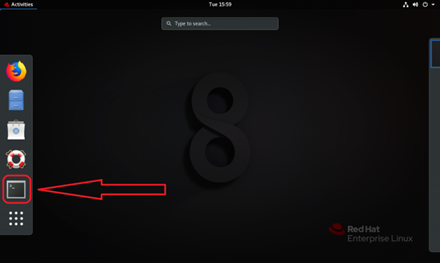 Activities
Tue 15:59
Type to search...
8
Red Hat
Enterprise Linux